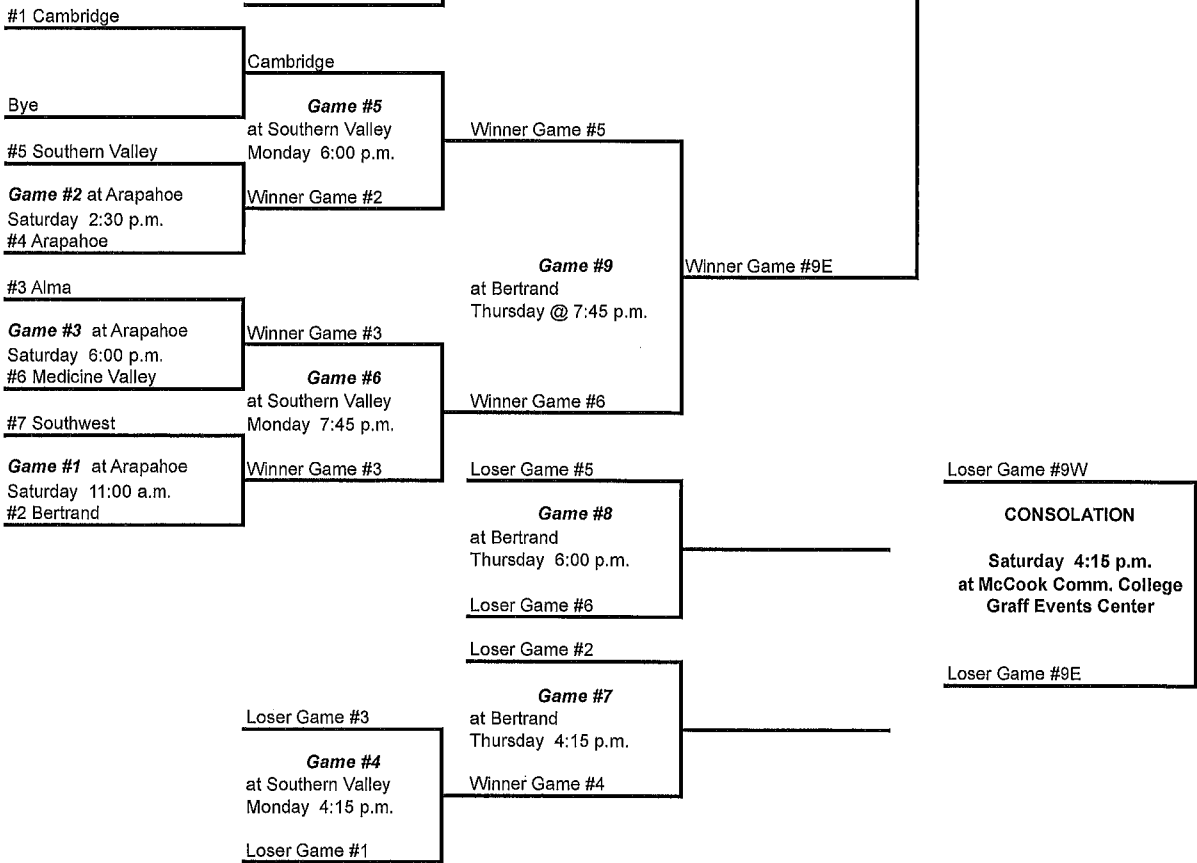 #1 Cambridge
Cambridge
Bye
Game #5
at Southern Valley
Monday 6:00 p.m.
Winner Game #5
#5 Southern Valley
Game #2 at Arapahoe
Saturday 2:30 p.m.
#4 Arapahoe
Winner Game #2
Game #9
at Bertrand
Thursday @ 7:45 p.m.
Winner Game #9E
#3 Alma
Game #3 at Arapahoe
Saturday 6:00 p.m.
#6 Medicine Valley
Winner Game #3
Game #6
at Southern Valley
Monday 7:45 p.m.
Winner Game #6
#7 Southwest
Game #1 at Arapahoe
Saturday 11:00 a.m.
#2 Bertrand
Winner Game #3
Loser Game #5
Game #8
at Bertrand
Thursday 6:00 p.m.
Loser Game #6
Loser Game #9W
CONSOLATION
Saturday 4:15 p.m.
at McCook Comm. College
Graff Events Center
Loser Game #9E
Loser Game #2
Game #7
at Bertrand
Thursday 4:15 p.m.
Winner Game #4
Loser Game #3
Game #4
at Southern Valley
Monday 4:15 p.m.
Loser Game #1